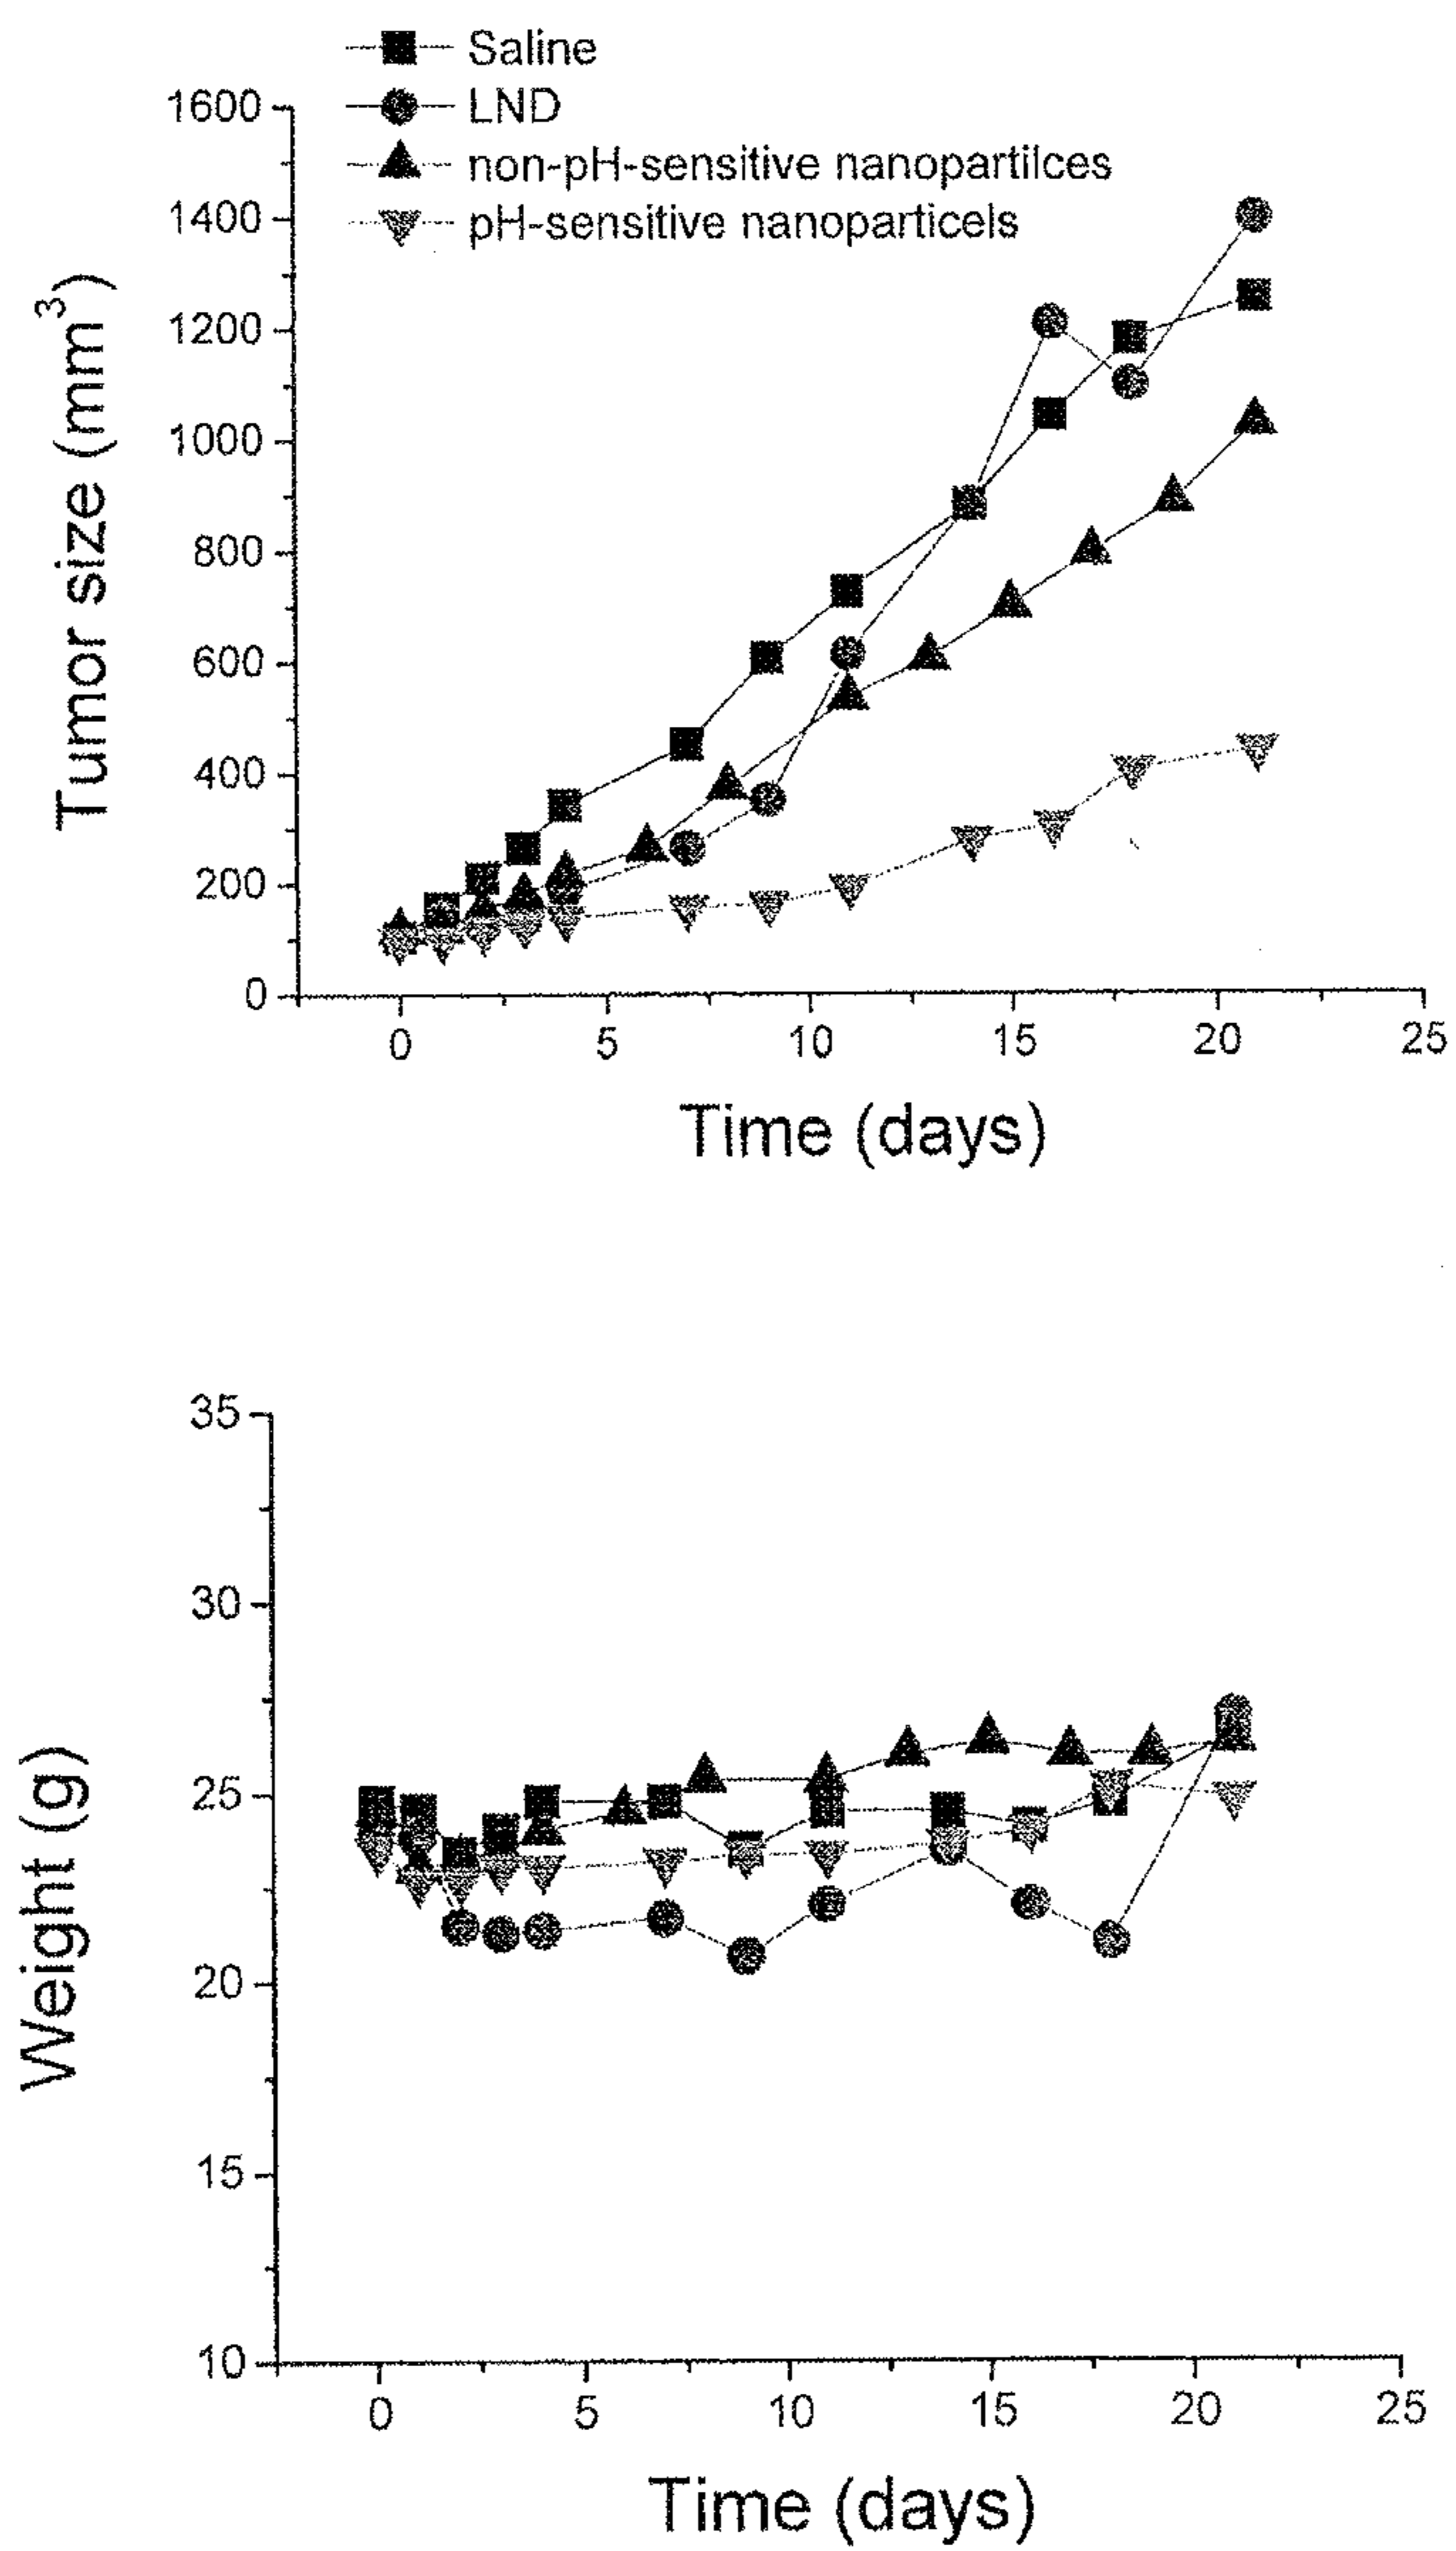 Saline
LND
non-pH-sensitive nanopartilces
pH-sensitive nanoparticels
1600
1400
1200
1000
800
600
400
200
0
Tumor size (mm³)
0 5 10 15 20 25
Time (days)
35
30
25
20
15
10
Weight (g)
0 5 10 15 20 25
Time (days)